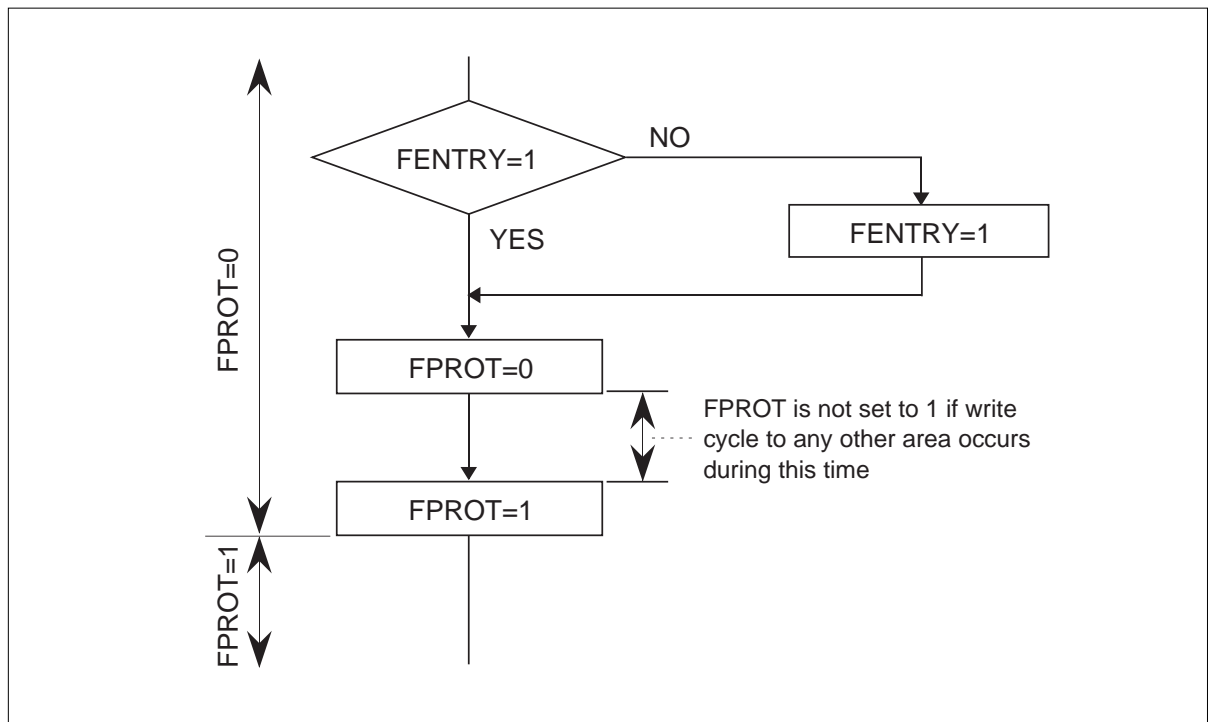 FENTRY=1
NO
YES
FENTRY=1
FPROT=0
FPROT=0
FPROT is not set to 1 if write
cycle to any other area occurs
during this time
FPROT=1
FPROT=1